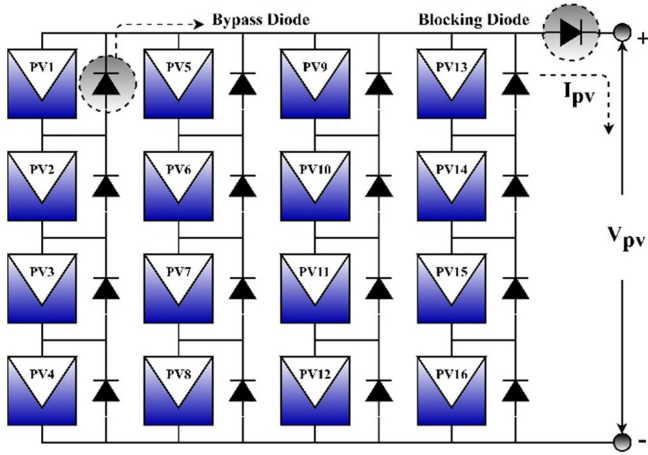 Bypass Diode
Blocking Diode
+
PV1
PV5
PV9
PV13
Ipv
PV2
PV6
PV10
PV14
Vpv
PV3
PV7
PV11
PV15
PV4
PV8
PV12
PV16
-